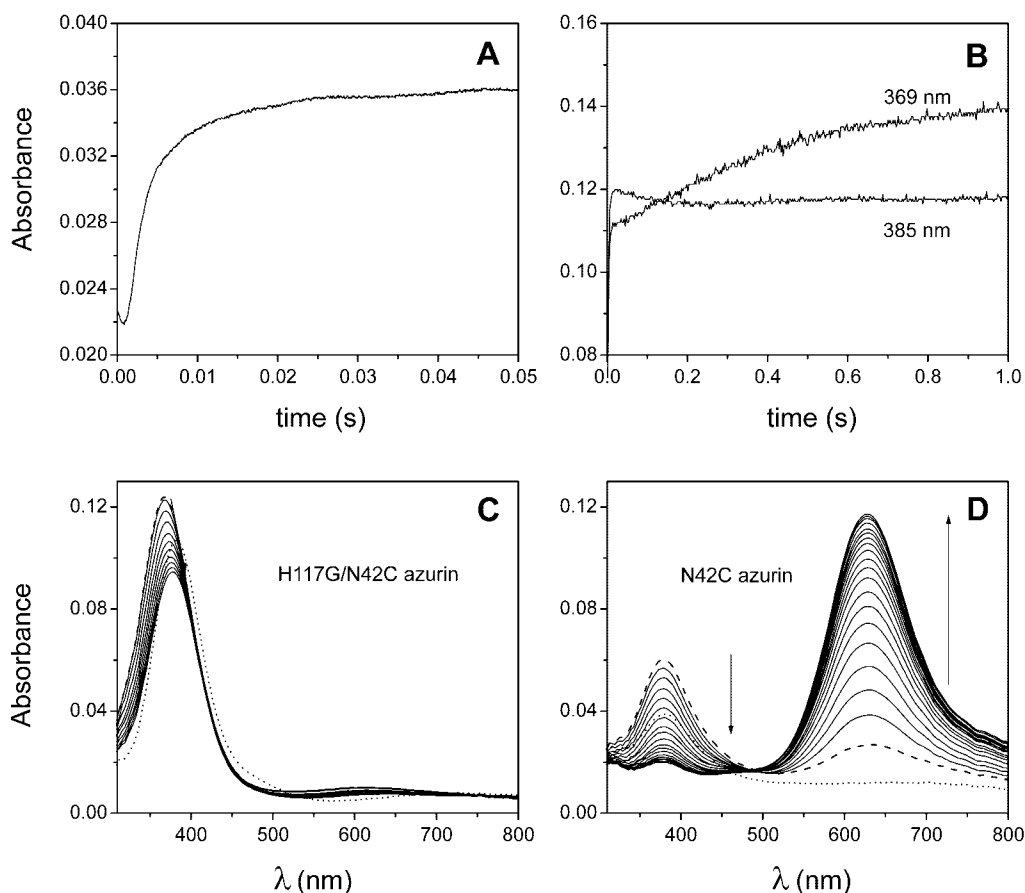 A
Absorbance
0.040
0.036
0.032
0.028
0.024
0.020
0.00
0.01
0.02
0.03
0.04
0.05
time (s)
B
0.16
0.14
0.12
0.10
0.08
369 nm
385 nm
0.0
0.2
0.4
0.6
0.8
1.0
time (s)
C
Absorbance
0.12
0.08
0.04
0.00
H117G/N42C azurin
400
500
600
700
800
λ (nm)
D
0.12
0.08
0.04
0.00
N42C azurin
400
500
600
700
800
λ (nm)